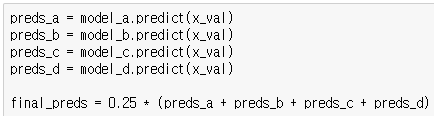 preds_a = model_a.predict(x_val)
preds_b = model_b.predict(x_val)
preds_c = model_c.predict(x_val)
preds_d = model_d.predict(x_val)
final_preds = 0.25 * (preds_a + preds_b + preds_c + preds_d)